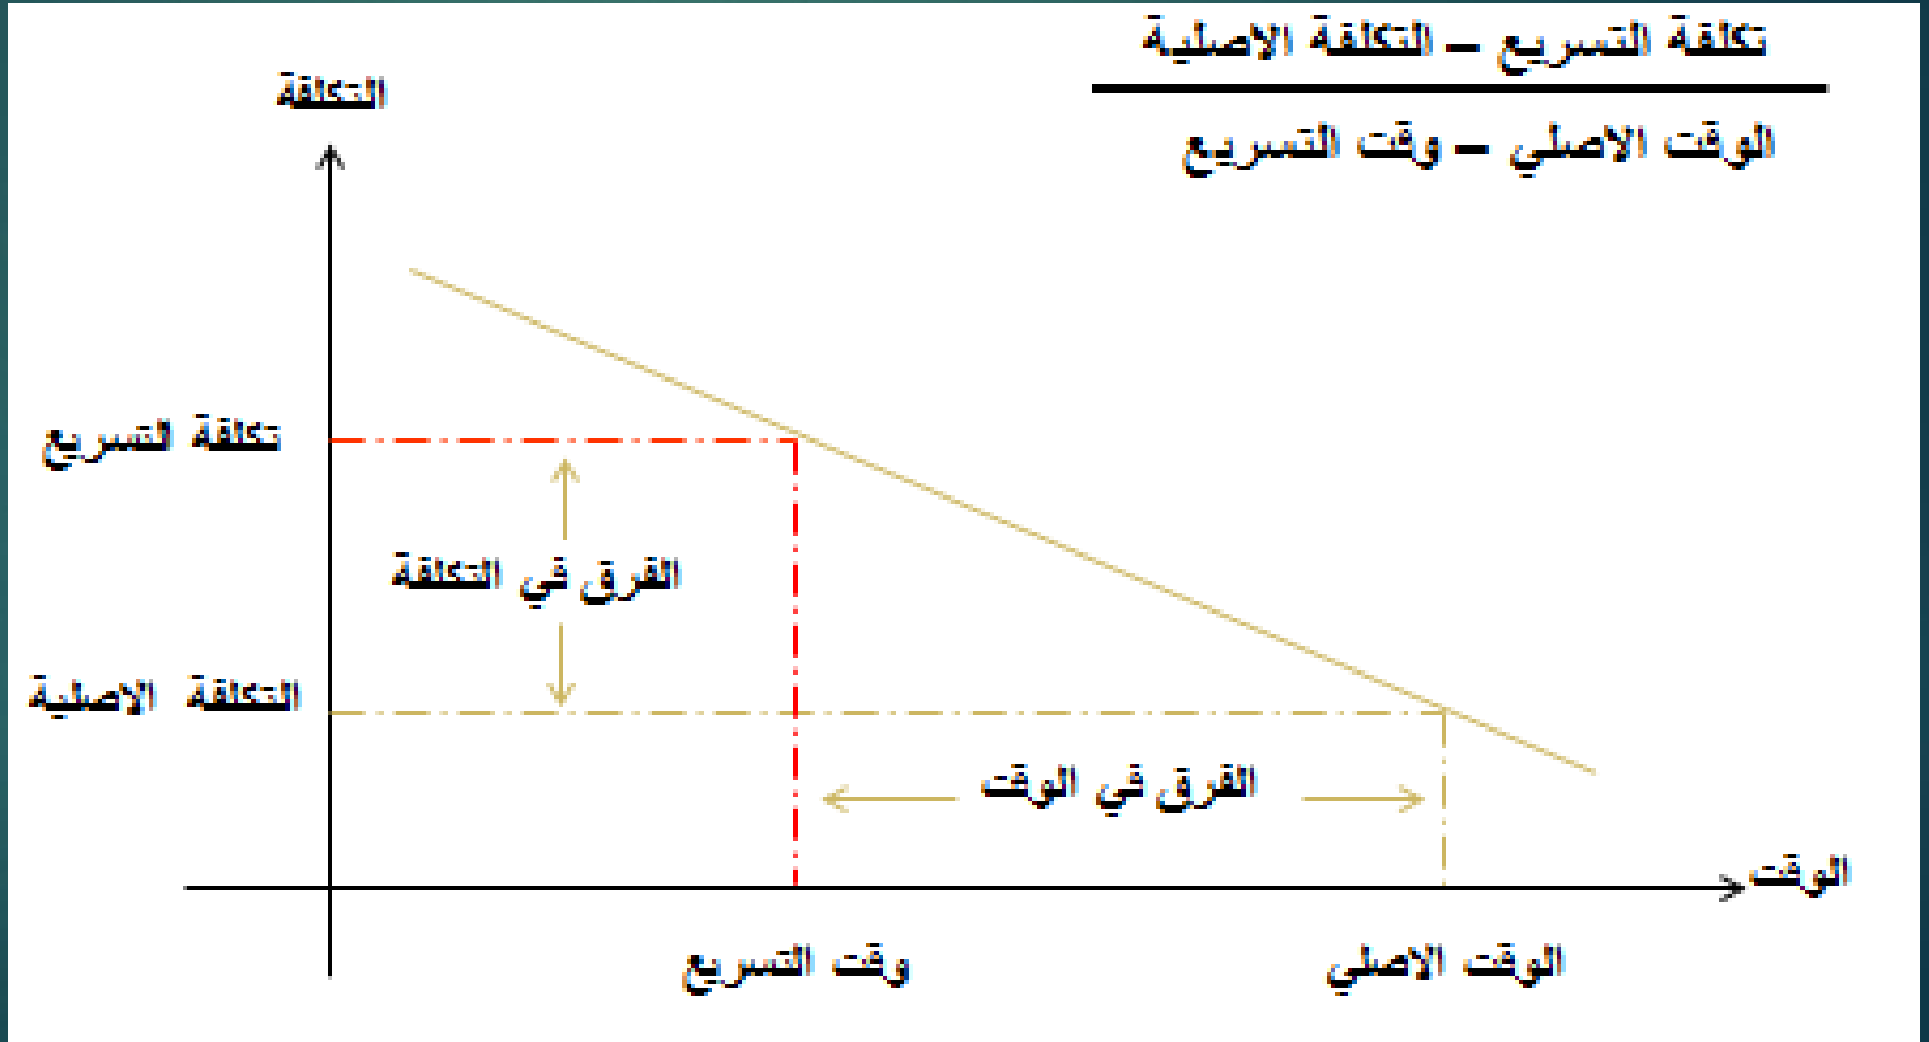 تكلفة التسريع – التكلفة الاصلية
الوقت الاصلي – وقت التسريع
التكلفة
تكلفة التسريع
الفرق في التكلفة
التكلفة الاصلية
الفرق في الوقت
الوقت
وقت التسريع
الوقت الاصلي